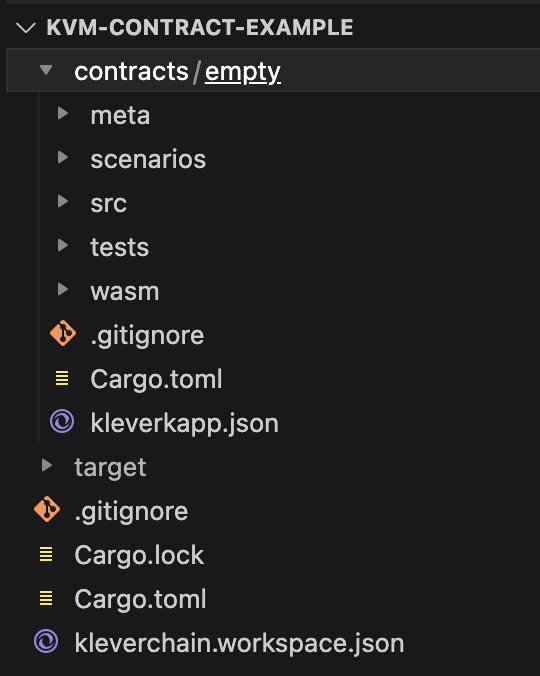 KVM-CONTRACT-EXAMPLE
contracts/empty
meta
scenarios
src
tests
wasm
.gitignore
Cargo.toml
kleverkapp.json
target
.gitignore
Cargo.lock
Cargo.toml
kleverchain.workspace.json